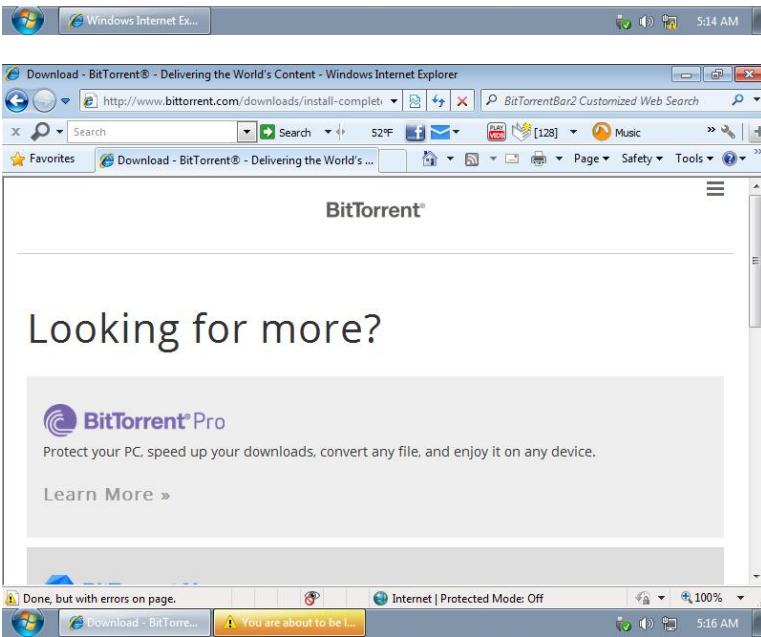 Windows Internet Ex...
5:14 AM
Download - BitTorrent® - Delivering the World's Content - Windows Internet Explorer
http://www.bittorrent.com/downloads/install-complet
BitTorrentBar2 Customized Web Search
Search
Search
52°F
PLAY VIDS
[128]
Music
Favorites
Download - BitTorrent® - Delivering the World's ...
Page
Safety
Tools
BitTorrent®
Looking for more?
BitTorrent® Pro
Protect your PC, speed up your downloads, convert any file, and enjoy it on any device.
Learn More »
Done, but with errors on page.
Internet | Protected Mode: Off
100%
Download - BitTorre...
You are about to be l...
5:16 AM